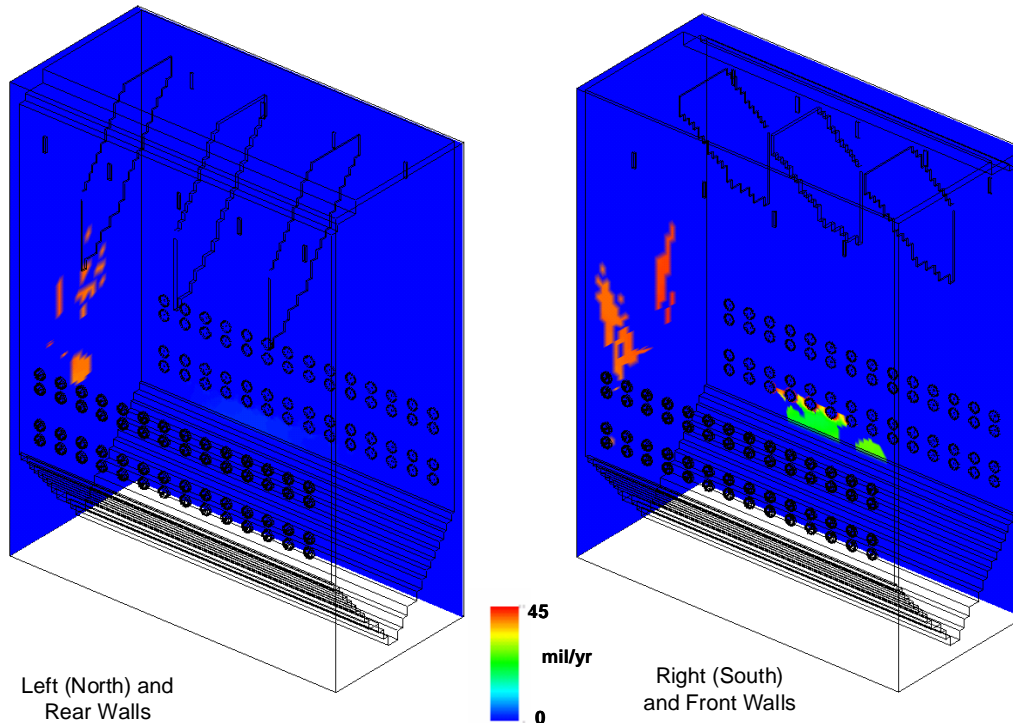 45
mil/yr
0
Left (North) and
Rear Walls
Right (South)
and Front Walls